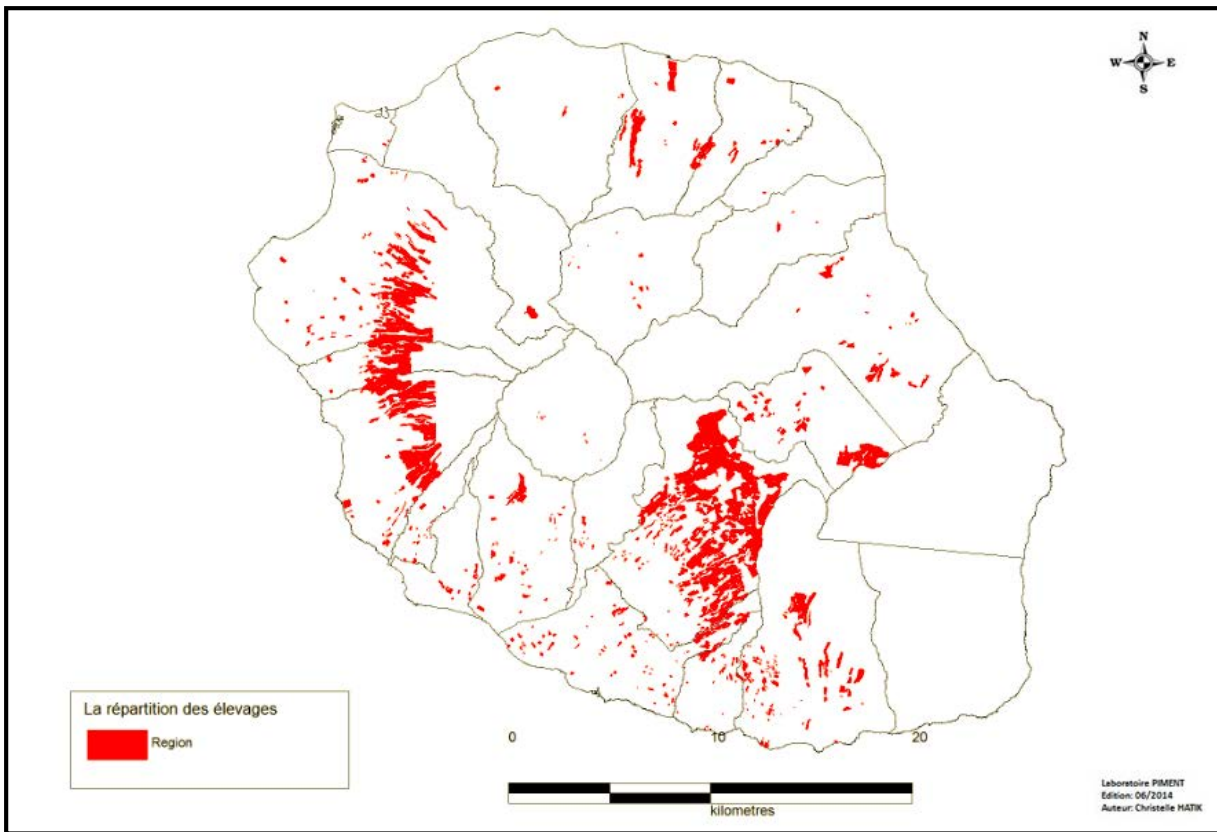 N
W E
S
La répartition des élevages
Region
0 10 20
kilometres
Laboratoire PIMENT
Edition: 06/2014
Auteur: Christelle HATIK